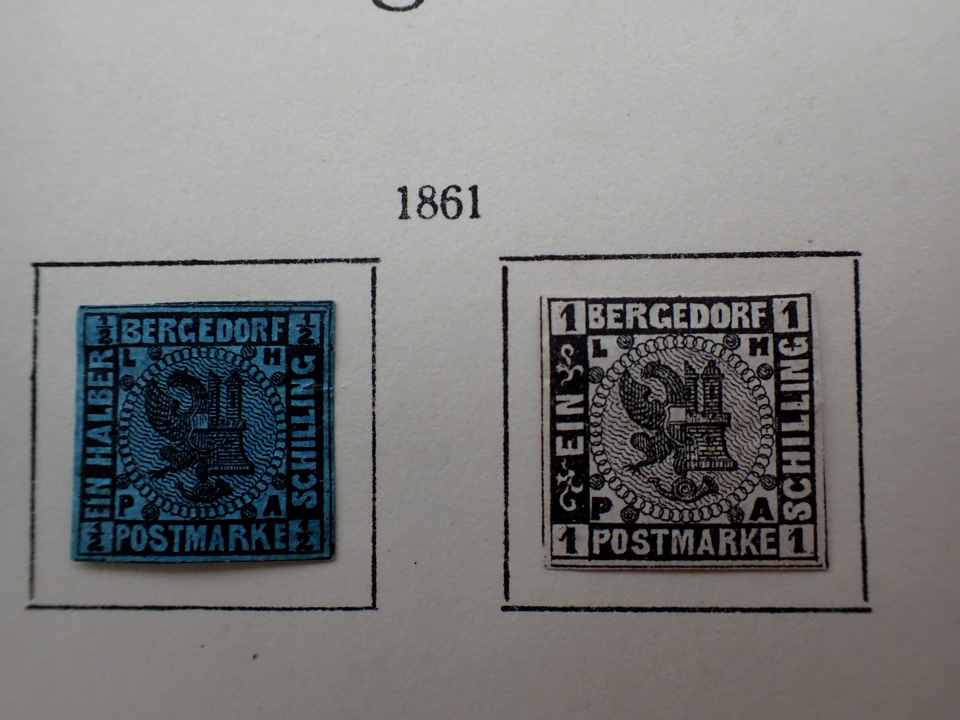 1861
½ BERGEDORF ½
L H
EIN HALBER
SCHILLING
P A
½ POSTMARKE ½
1 BERGEDORF 1
L H
EIN
SCHILLING
P A
1 POSTMARKE 1